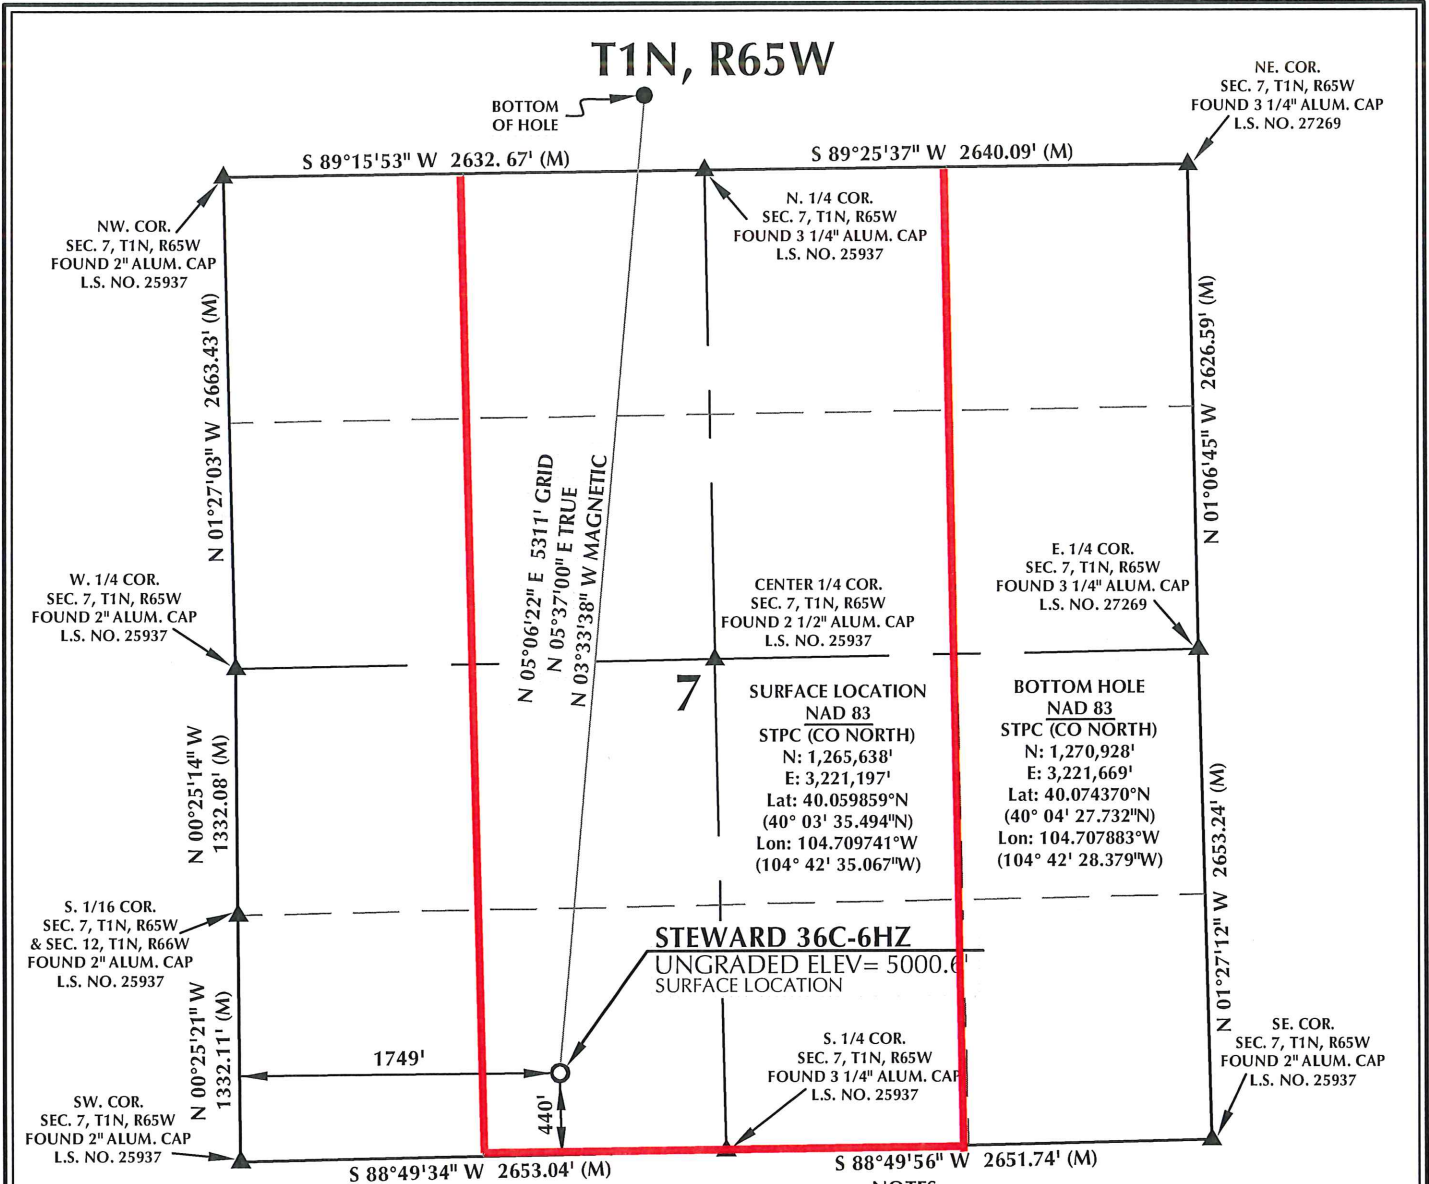 T1N, R65W
BOTTOM
OF HOLE
NE. COR.
SEC. 7, T1N, R65W
FOUND 3 1/4" ALUM. CAP
L.S. NO. 27269
S 89°15'53" W 2632. 67' (M)
S 89°25'37" W 2640.09' (M)
NW. COR.
SEC. 7, T1N, R65W
FOUND 2" ALUM. CAP
L.S. NO. 25937
N. 1/4 COR.
SEC. 7, T1N, R65W
FOUND 3 1/4" ALUM. CAP
L.S. NO. 25937
N 01°27'03" W 2663.43' (M)
N 01°06'45" W 2626.59' (M)
N 05°06'22" E 5311' GRID
N 05°37'00" E TRUE
N 03°33'38" W MAGNETIC
W. 1/4 COR.
SEC. 7, T1N, R65W
FOUND 2" ALUM. CAP
L.S. NO. 25937
CENTER 1/4 COR.
SEC. 7, T1N, R65W
FOUND 2 1/2" ALUM. CAP
L.S. NO. 25937
E. 1/4 COR.
SEC. 7, T1N, R65W
FOUND 3 1/4" ALUM. CAP
L.S. NO. 27269
7
SURFACE LOCATION
NAD 83
STPC (CO NORTH)
N: 1,265,638'
E: 3,221,197'
Lat: 40.059859°N
(40° 03' 35.494"N)
Lon: 104.709741°W
(104° 42' 35.067"W)
BOTTOM HOLE
NAD 83
STPC (CO NORTH)
N: 1,270,928'
E: 3,221,669'
Lat: 40.074370°N
(40° 04' 27.732"N)
Lon: 104.707883°W
(104° 42' 28.379"W)
N 00°25'14" W
1332.08' (M)
N 01°27'12" W 2653.24' (M)
S. 1/16 COR.
SEC. 7, T1N, R65W
& SEC. 12, T1N, R66W
FOUND 2" ALUM. CAP
L.S. NO. 25937
STEWARD 36C-6HZ
UNGRADED ELEV= 5000.6'
SURFACE LOCATION
N 00°25'21" W
1332.11' (M)
1749'
440'
S. 1/4 COR.
SEC. 7, T1N, R65W
FOUND 3 1/4" ALUM. CAP
L.S. NO. 25937
SE. COR.
SEC. 7, T1N, R65W
FOUND 2" ALUM. CAP
L.S. NO. 25937
SW. COR.
SEC. 7, T1N, R65W
FOUND 2" ALUM. CAP
L.S. NO. 25937
S 88°49'34" W 2653.04' (M)
S 88°49'56" W 2651.74' (M)
NOTES